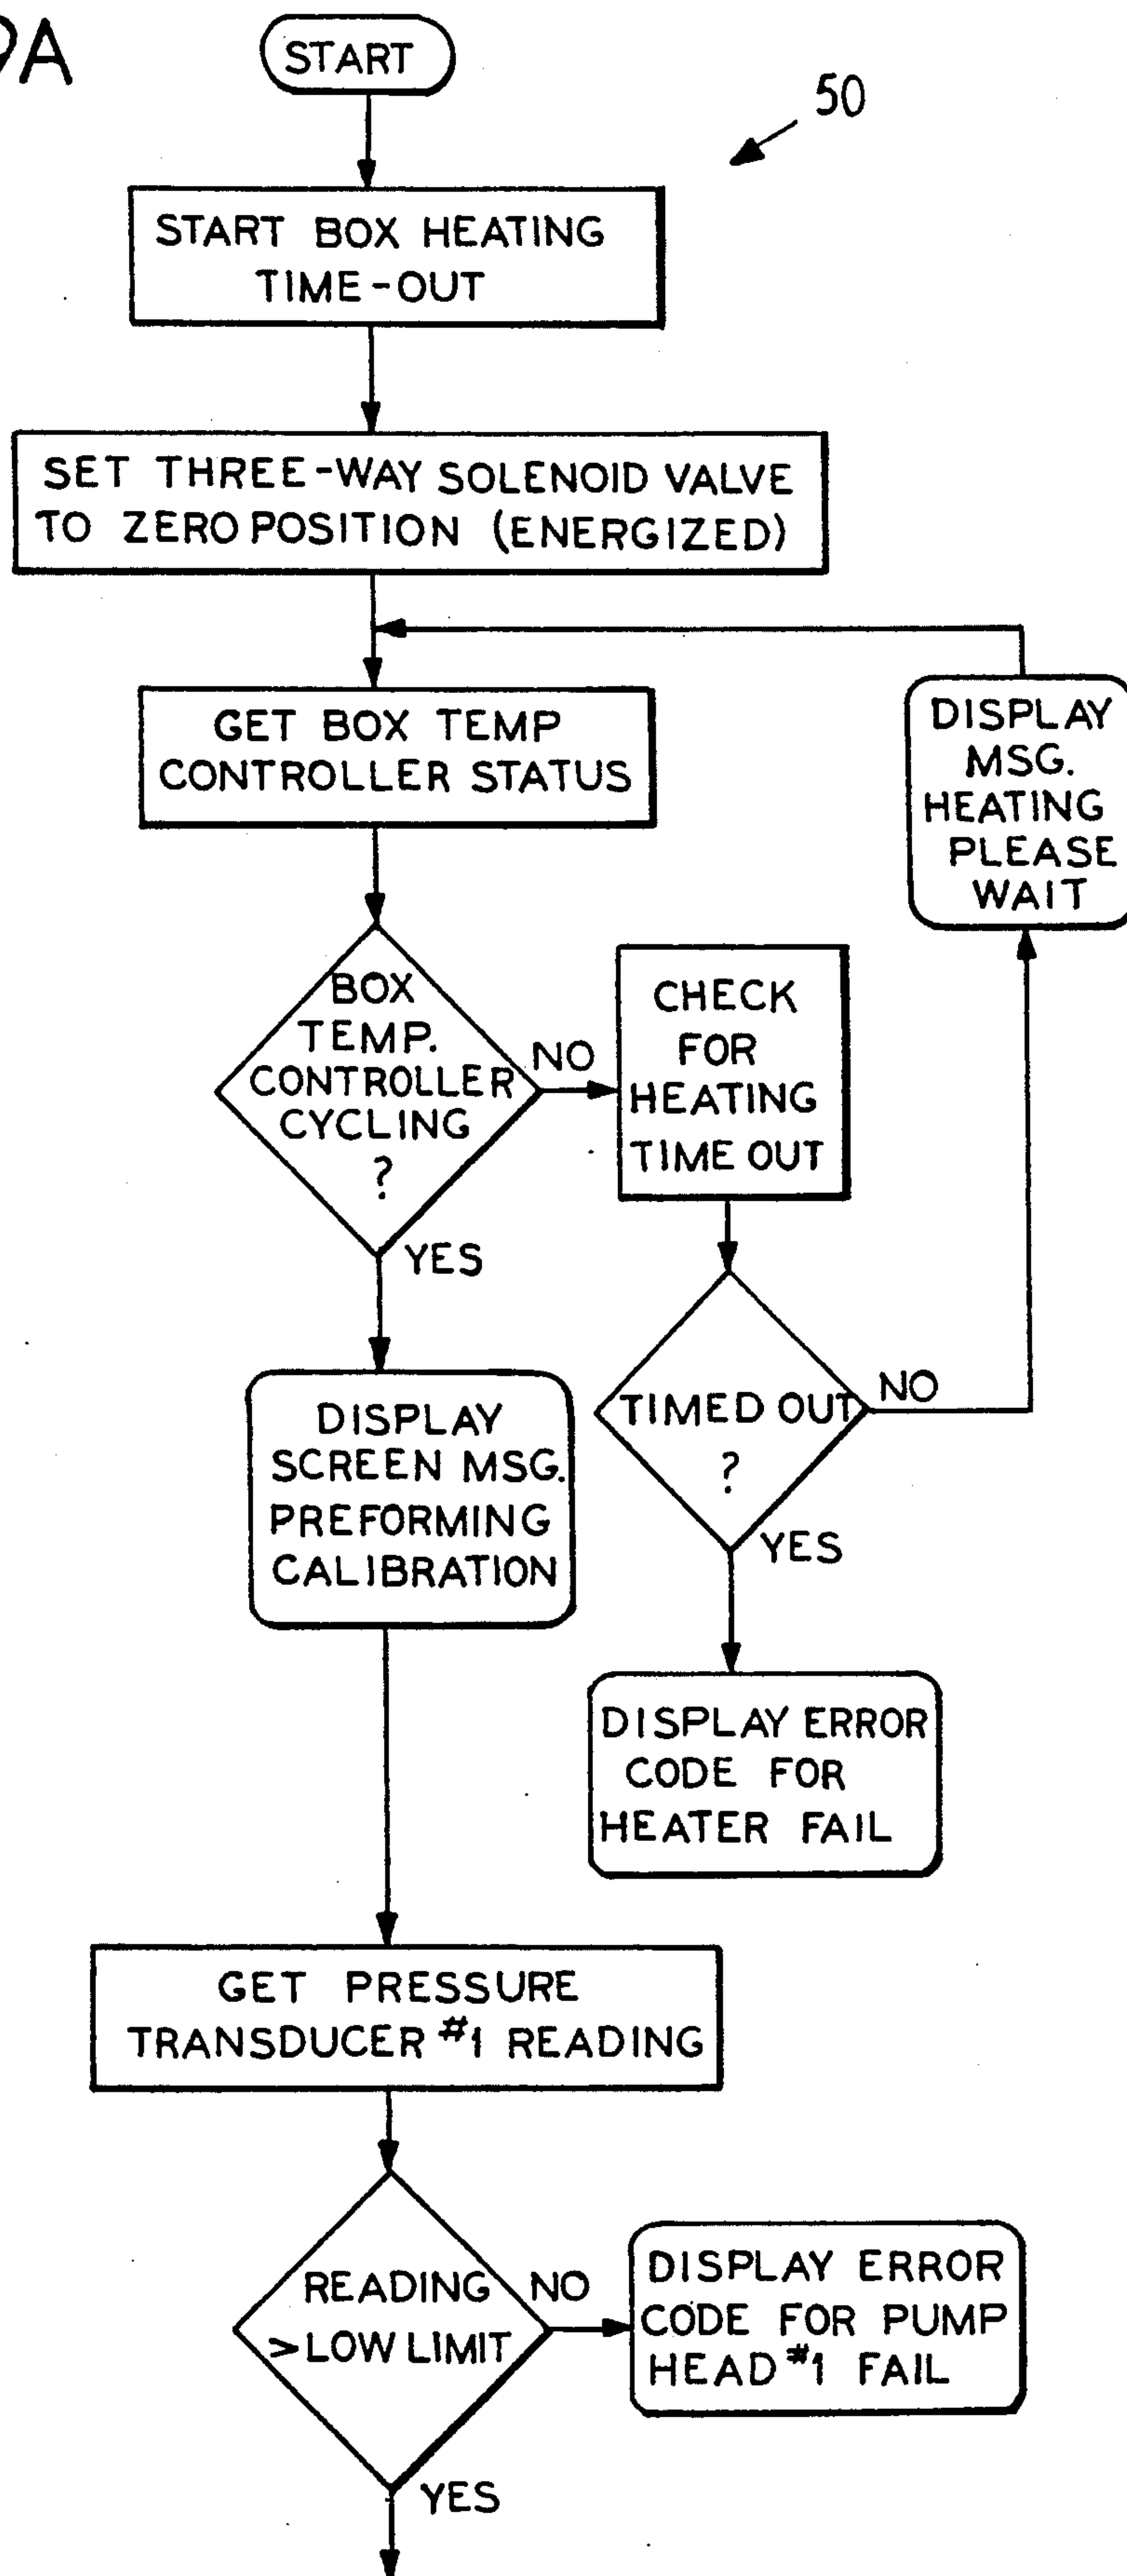 9A
START
50
START BOX HEATING
TIME-OUT
SET THREE-WAY SOLENOID VALVE
TO ZERO POSITION (ENERGIZED)
GET BOX TEMP
CONTROLLER STATUS
DISPLAY
MSG.
HEATING
PLEASE
WAIT
BOX
TEMP.
CONTROLLER
CYCLING
?
NO
YES
CHECK
FOR
HEATING
TIME OUT
TIMED OUT
?
NO
YES
DISPLAY
SCREEN MSG.
PREFORMING
CALIBRATION
DISPLAY ERROR
CODE FOR
HEATER FAIL
GET PRESSURE
TRANSDUCER #1 READING
READING
>LOW LIMIT
NO
YES
DISPLAY ERROR
CODE FOR PUMP
HEAD #1 FAIL